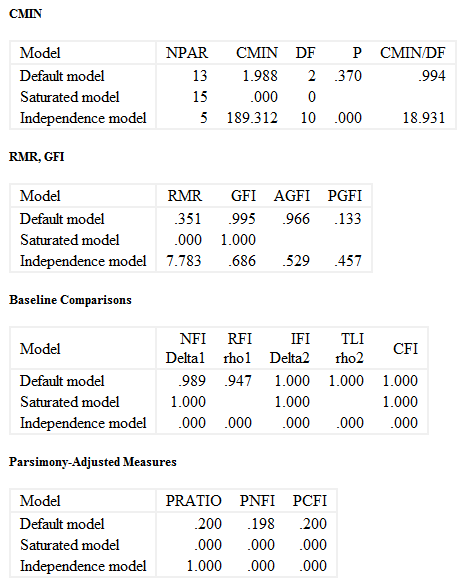 CMIN
Model NPAR CMIN DF P CMIN/DF
Default model 13 1.988 2 .370 .994
Saturated model 15 .000 0
Independence model 5 189.312 10 .000 18.931
RMR, GFI
Model RMR GFI AGFI PGFI
Default model .351 .995 .966 .133
Saturated model .000 1.000
Independence model 7.783 .686 .529 .457
Baseline Comparisons
Model NFI Delta1 RFI rho1 IFI Delta2 TLI rho2 CFI
Default model .989 .947 1.000 1.000 1.000
Saturated model 1.000 1.000 1.000
Independence model .000 .000 .000 .000 .000
Parsimony-Adjusted Measures
Model PRATIO PNFI PCFI
Default model .200 .198 .200
Saturated model .000 .000 .000
Independence model 1.000 .000 .000